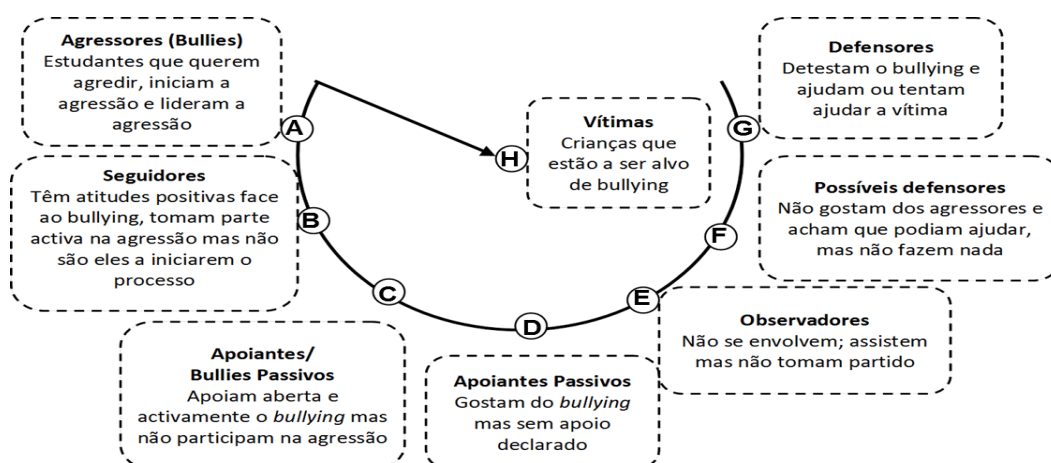 Agressores (Bullies)
Estudantes que querem
agredir, iniciam a
agressão e lideram a
agressão
A
Seguidores
Têm atitudes positivas face
ao bullying, tomam parte
activa na agressão mas não
são eles a iniciarem o
processo
B
Apoiantes/
Bullies Passivos
Apoiam aberta e
activamente o bullying mas
não participam na agressão
C
Apoiantes Passivos
Gostam do bullying
mas sem apoio
declarado
D
Observadores
Não se envolvem; assistem
mas não tomam partido
E
Possíveis defensores
Não gostam dos agressores e
acham que podiam ajudar,
mas não fazem nada
F
Defensores
Detestam o bullying e
ajudam ou tentam
ajudar a vítima
G
Vítimas
Crianças que
estão a ser alvo
de bullying
H